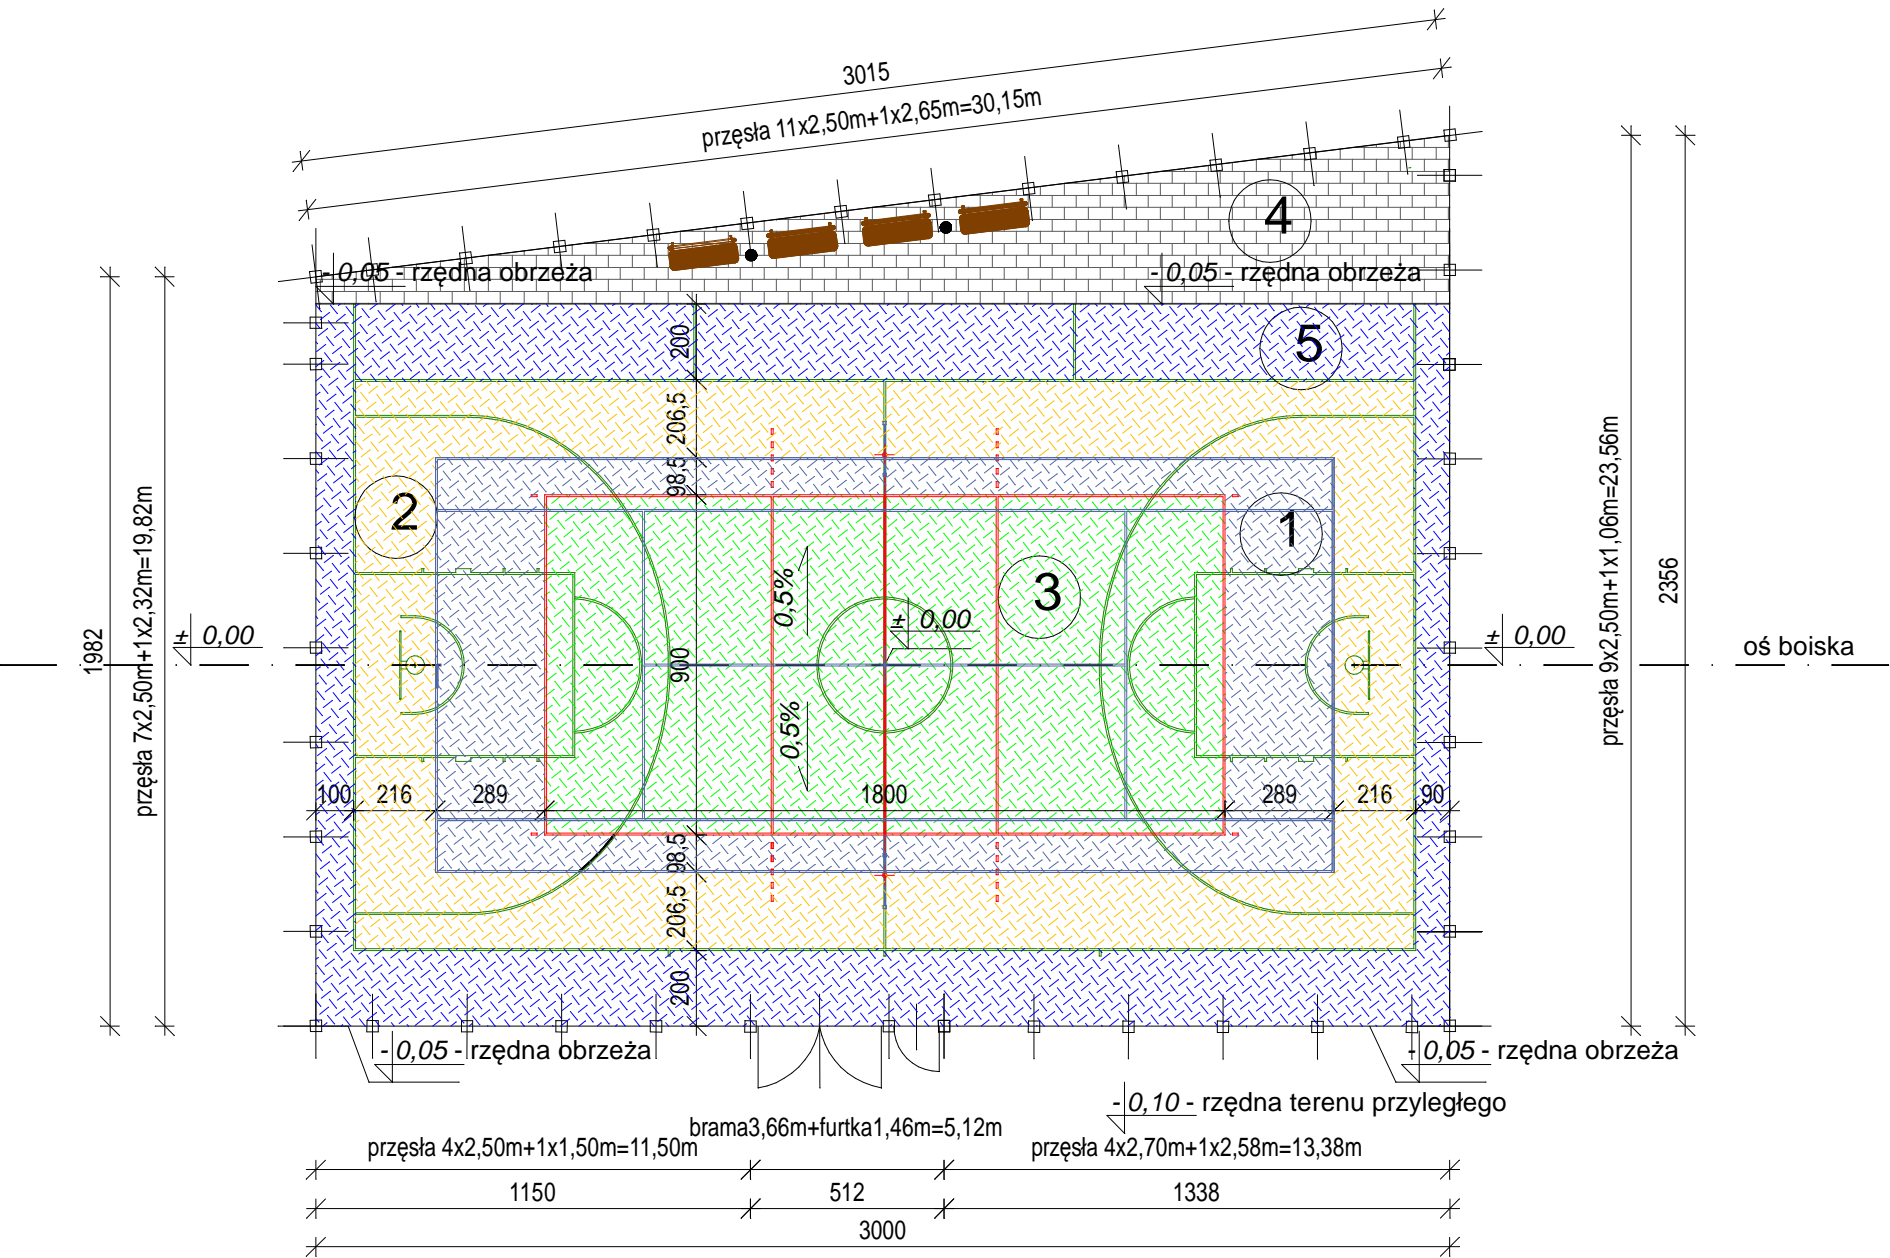 3015
przęsła 11x2,50m+1x2,65m=30,15m
4
- 0,05 - rzędna obrzeża
- 0,05 - rzędna obrzeża
5
200
206,5
98,5
2
1
3
0,5%
± 0,00
± 0,00
± 0,00
oś boiska
1982
przęsła 7x2,50m+1x2,32m=19,82m
przęsła 9x2,50m+1x1,06m=23,56m
2356
900
0,5%
100
216
289
1800
289
216
90
98,5
206,5
200
- 0,05 - rzędna obrzeża
- 0,05 - rzędna obrzeża
- 0,10 - rzędna terenu przyległego
brama3,66m+furtka1,46m=5,12m
przęsła 4x2,50m+1x1,50m=11,50m
przęsła 4x2,70m+1x2,58m=13,38m
1150
512
1338
3000